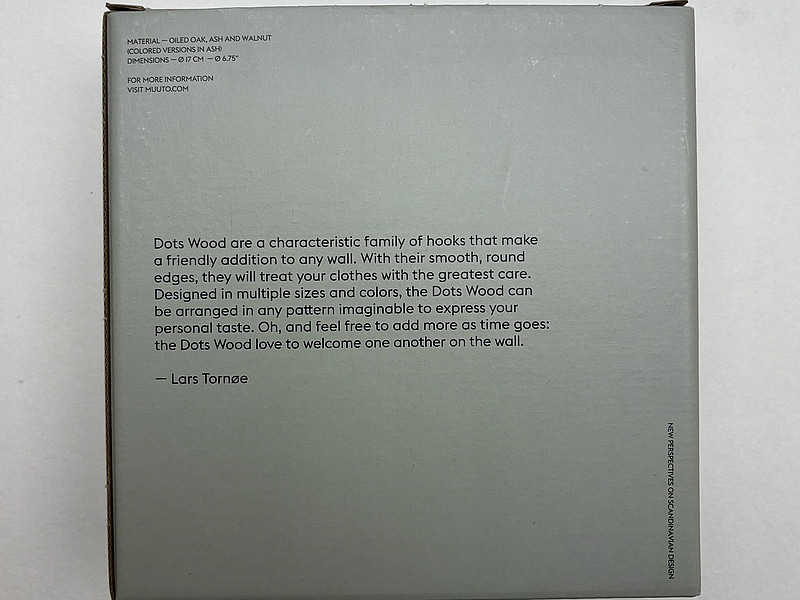 MATERIAL — OILED OAK, ASH AND WALNUT
(COLORED VERSIONS IN ASH)
DIMENSIONS — Ø 17 CM — Ø 6.75"
FOR MORE INFORMATION
VISIT MUUTO.COM
Dots Wood are a characteristic family of hooks that make
a friendly addition to any wall. With their smooth, round
edges, they will treat your clothes with the greatest care.
Designed in multiple sizes and colors, the Dots Wood can
be arranged in any pattern imaginable to express your
personal taste. Oh, and feel free to add more as time goes:
the Dots Wood love to welcome one another on the wall.
— Lars Tornøe
NEW PERSPECTIVES ON SCANDINAVIAN DESIGN